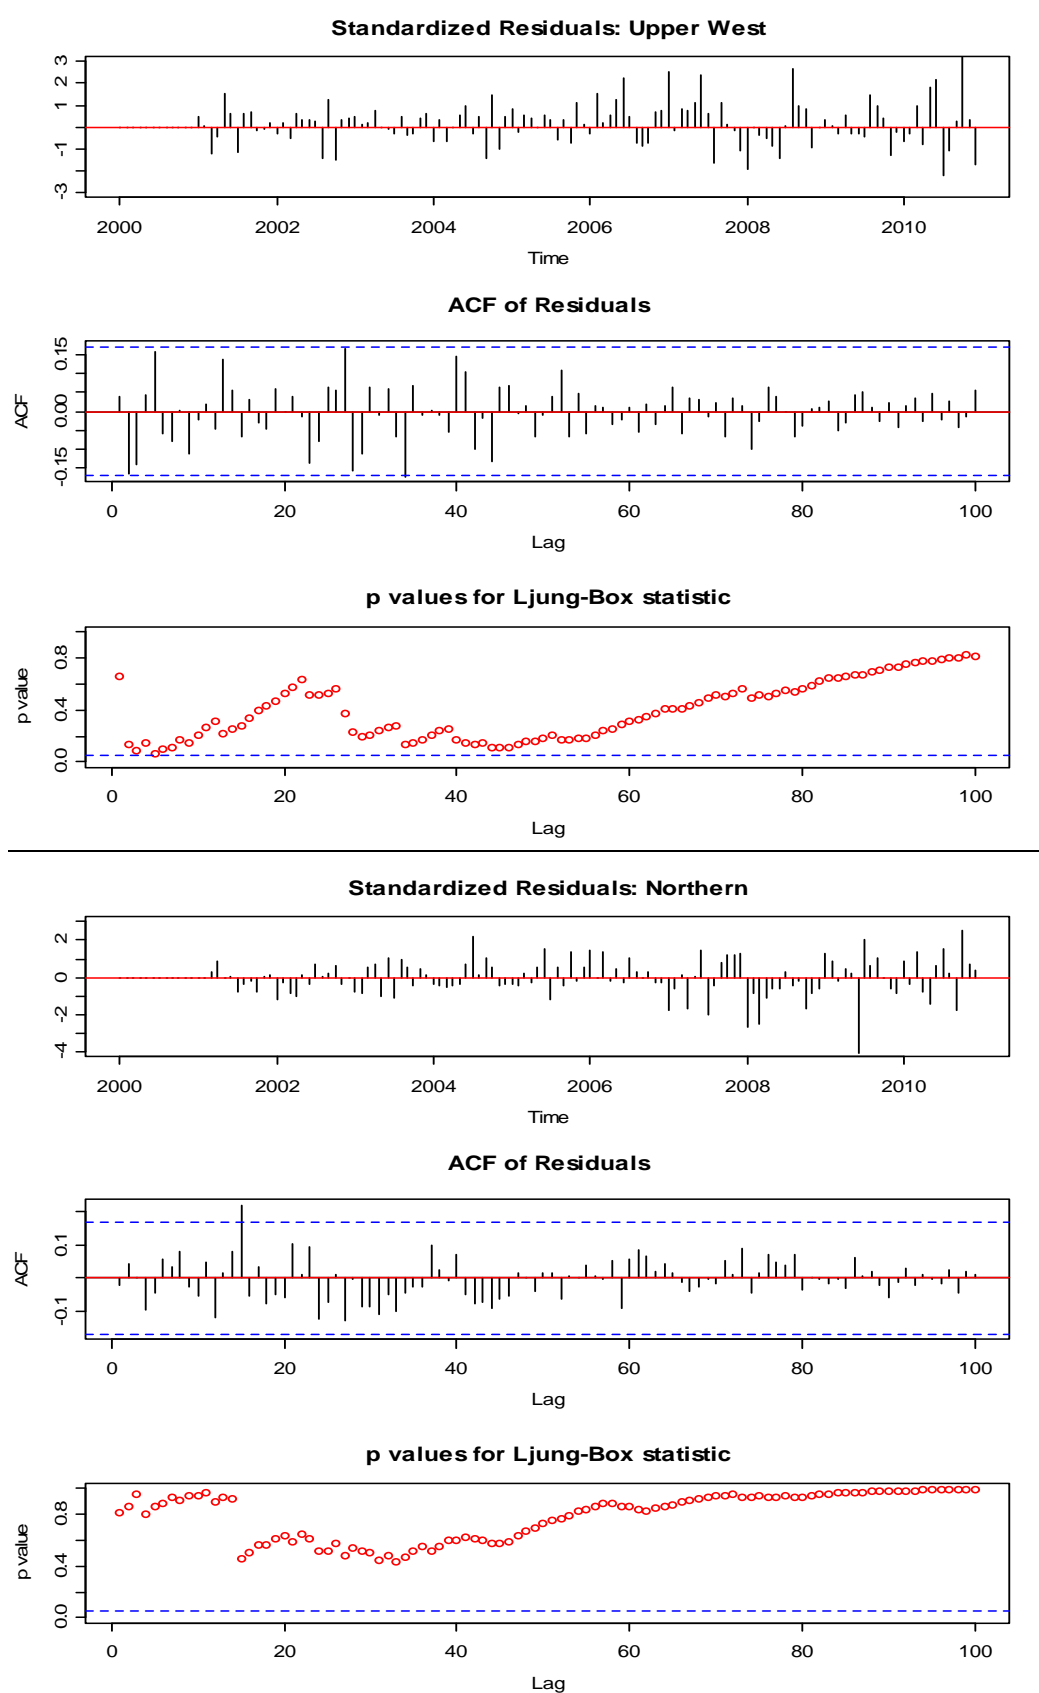 Standardized Residuals: Upper West
3
2
1
-1
-3
2000 2002 2004 2006 2008 2010
Time
ACF of Residuals
ACF
0.15
0.00
-0.15
0 20 40 60 80 100
Lag
p values for Ljung-Box statistic
p value
0.8
0.4
0.0
0 20 40 60 80 100
Lag
Standardized Residuals: Northern
2
0
-2
-4
2000 2002 2004 2006 2008 2010
Time
ACF of Residuals
ACF
0.1
-0.1
0 20 40 60 80 100
Lag
p values for Ljung-Box statistic
p value
0.8
0.4
0.0
0 20 40 60 80 100
Lag